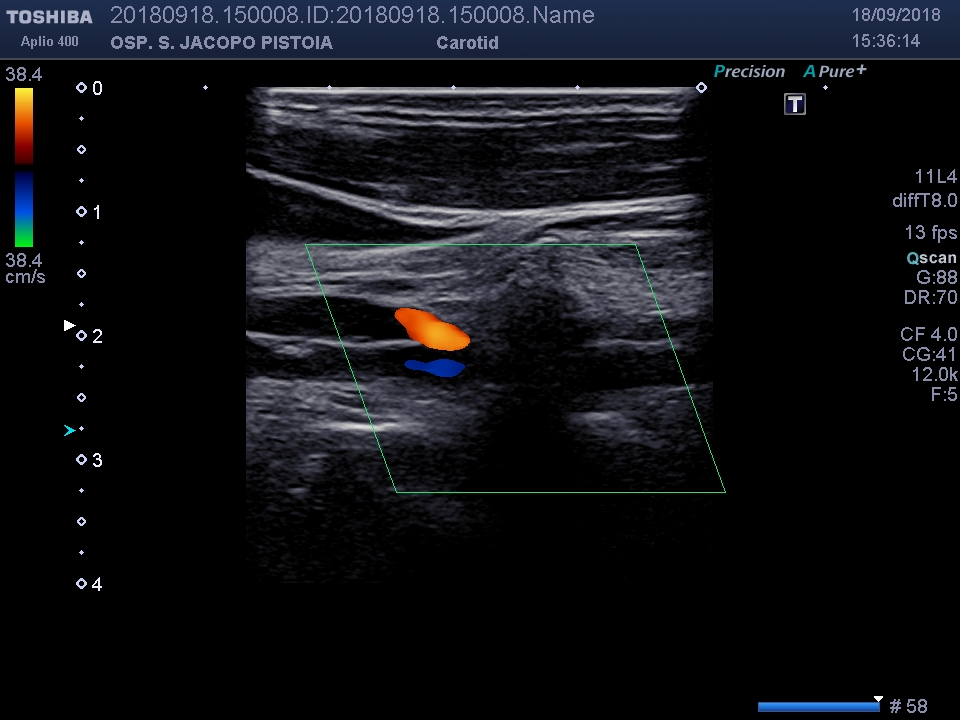 TOSHIBA 20180918.150008.ID:20180918.150008.Name 18/09/2018
Aplio 400 OSP. S. JACOPO PISTOIA Carotid 15:36:14
Precision A Pure+
T
38.4
38.4
cm/s
0
1
2
3
4
11L4
diffT8.0
13 fps
Qscan
G:88
DR:70
CF 4.0
CG:41
12.0k
F:5
# 58